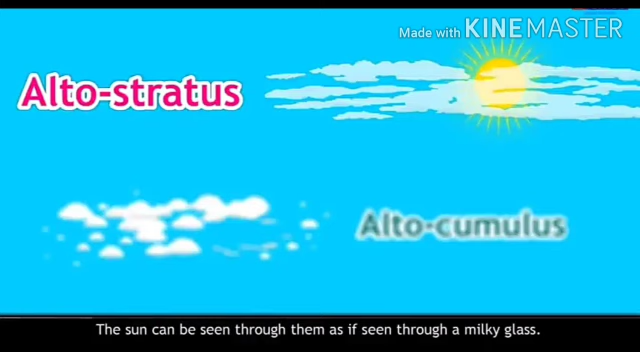 Made with KINEMASTER
Alto-stratus
Alto-cumulus
The sun can be seen through them as if seen through a milky glass.